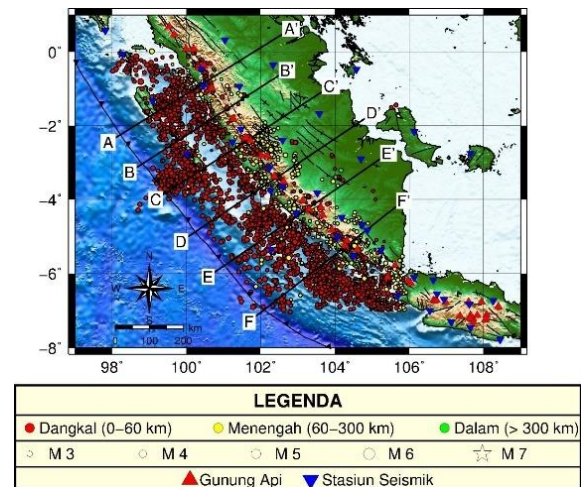 A'
0
B'
C'
−2
A
D'
B
E'
−4
C
F'
D
N
W E
S
−6
E
F
km
0 100 200
−8
98° 100° 102° 104° 106° 108°
LEGENDA
Dangkal (0−60 km) Menengah (60−300 km) Dalam (> 300 km)
M 3 M 4 M 5 M 6 M 7
Gunung Api Stasiun Seismik